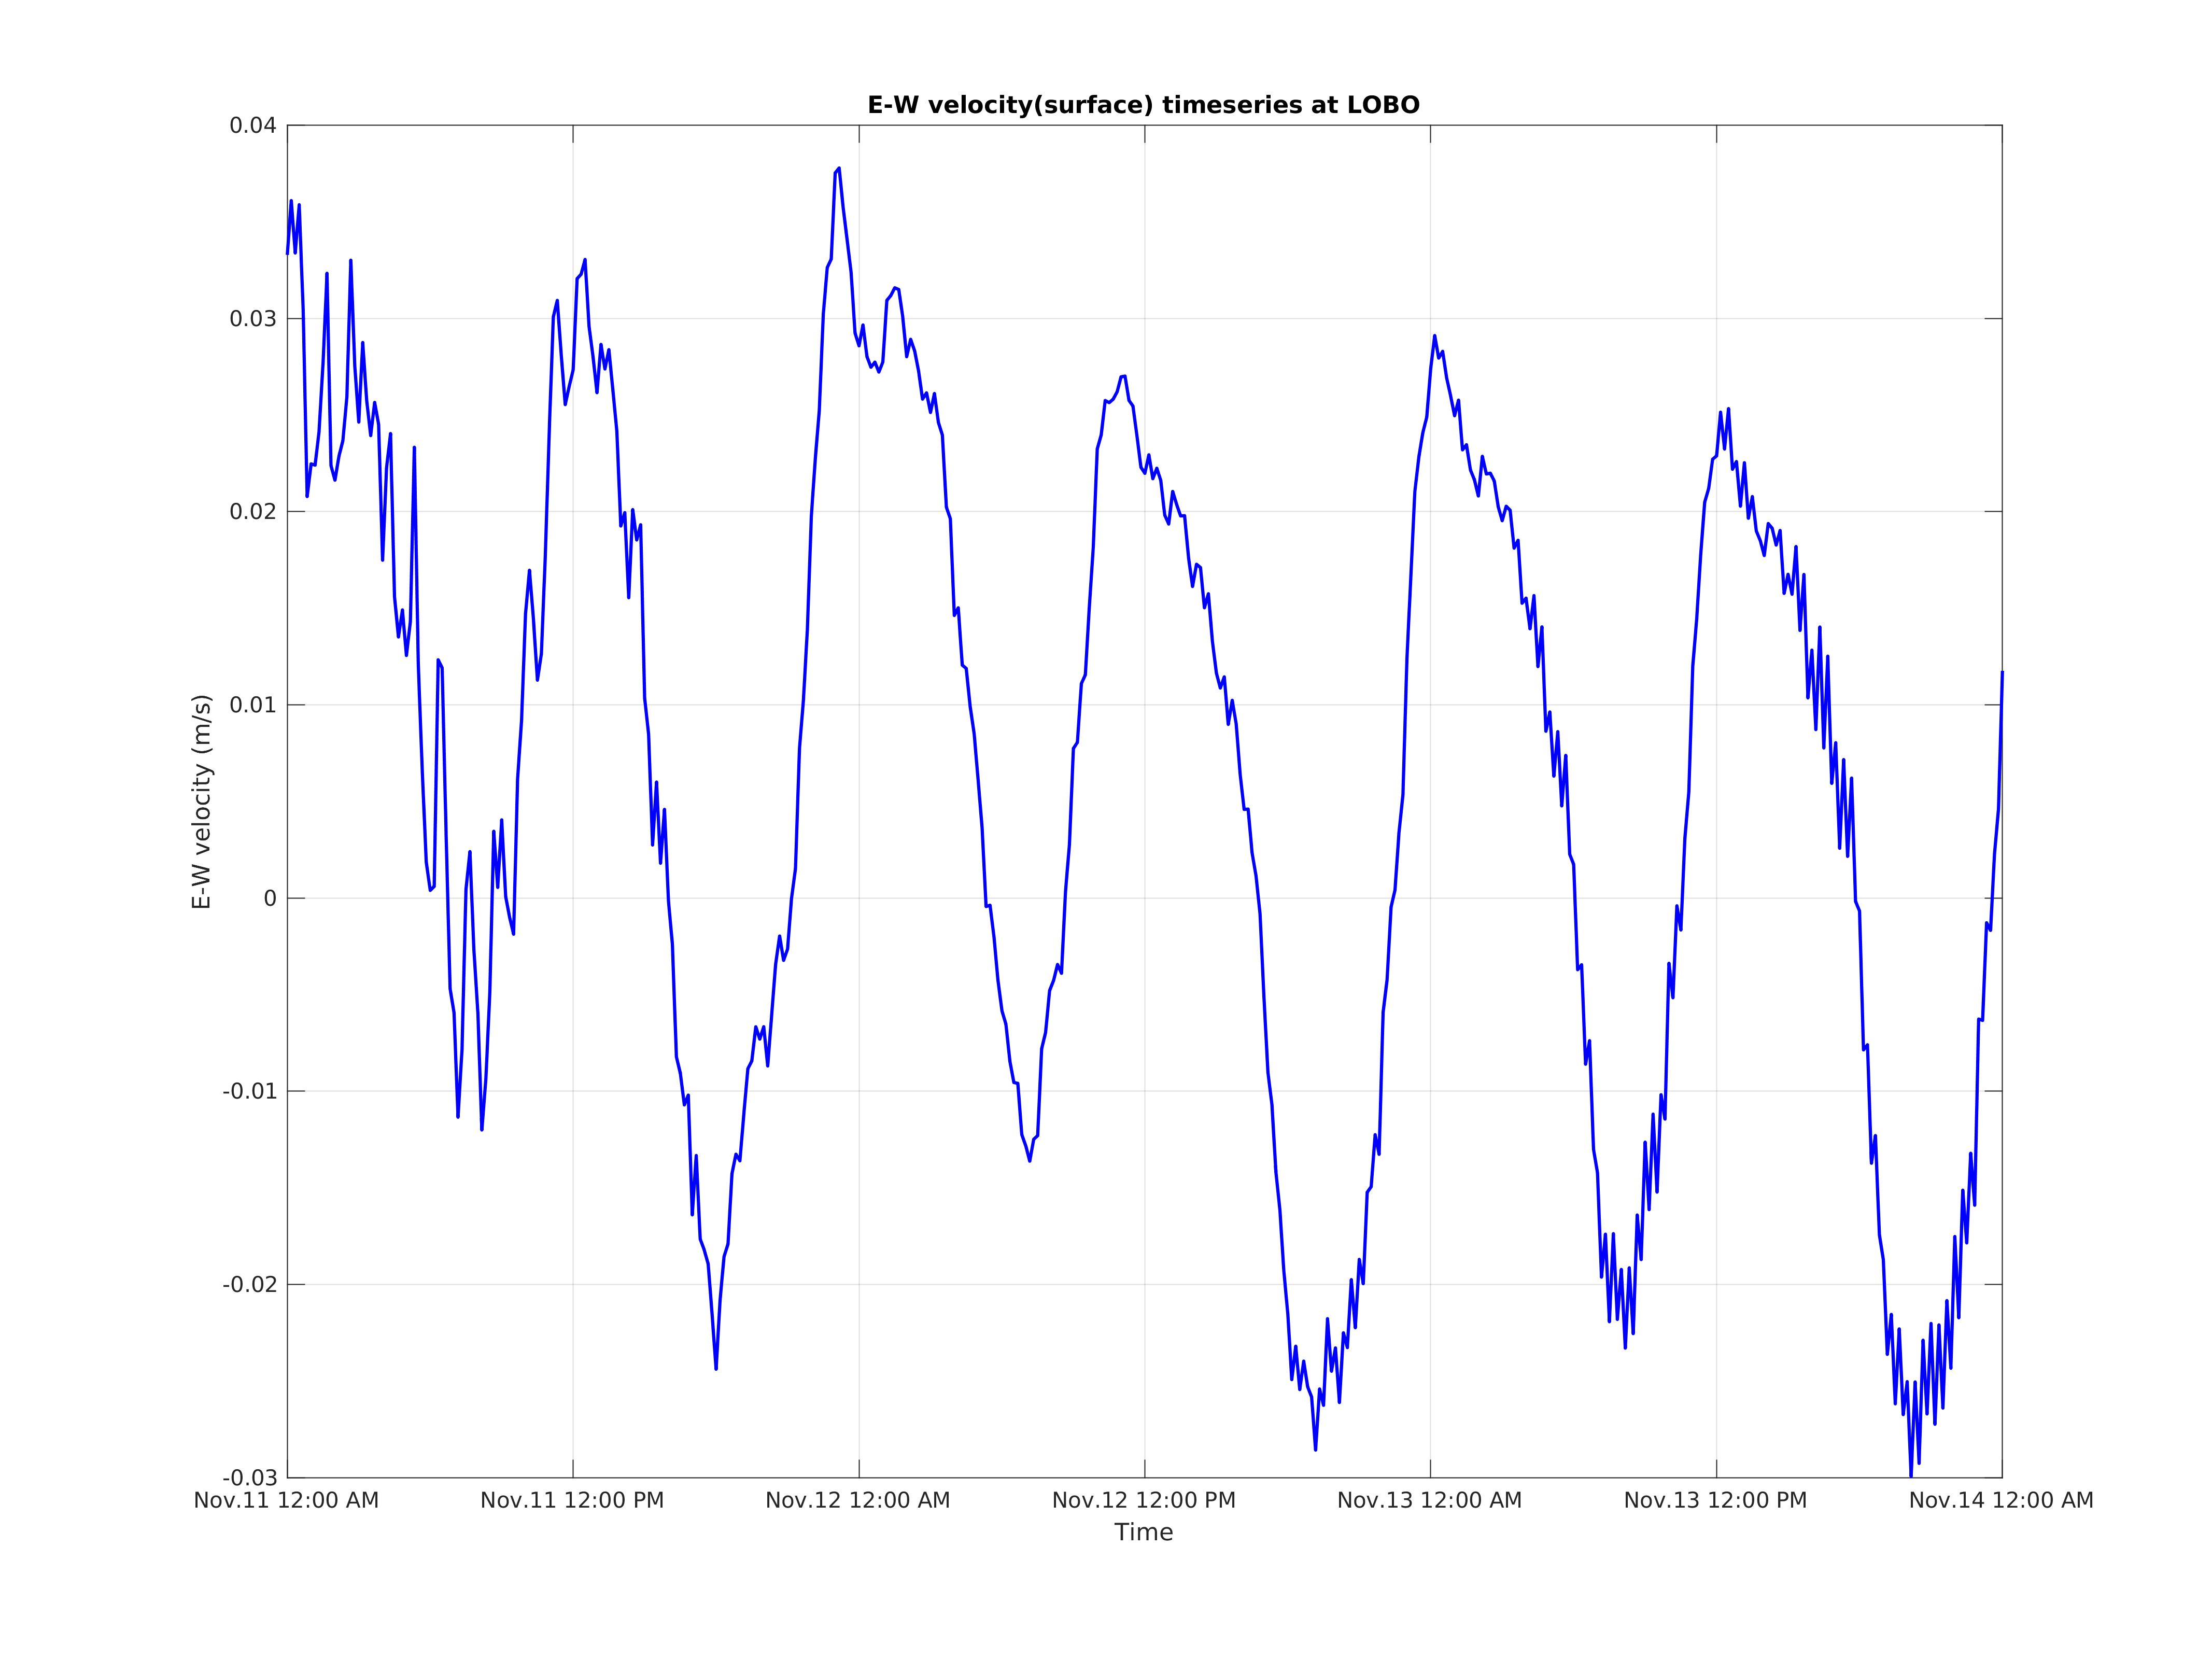 E-W velocity(surface) timeseries at LOBO
0.04
0.03
0.02
0.01
0
-0.01
-0.02
-0.03
E-W velocity (m/s)
Nov.11 12:00 AM
Nov.11 12:00 PM
Nov.12 12:00 AM
Nov.12 12:00 PM
Nov.13 12:00 AM
Nov.13 12:00 PM
Nov.14 12:00 AM
Time